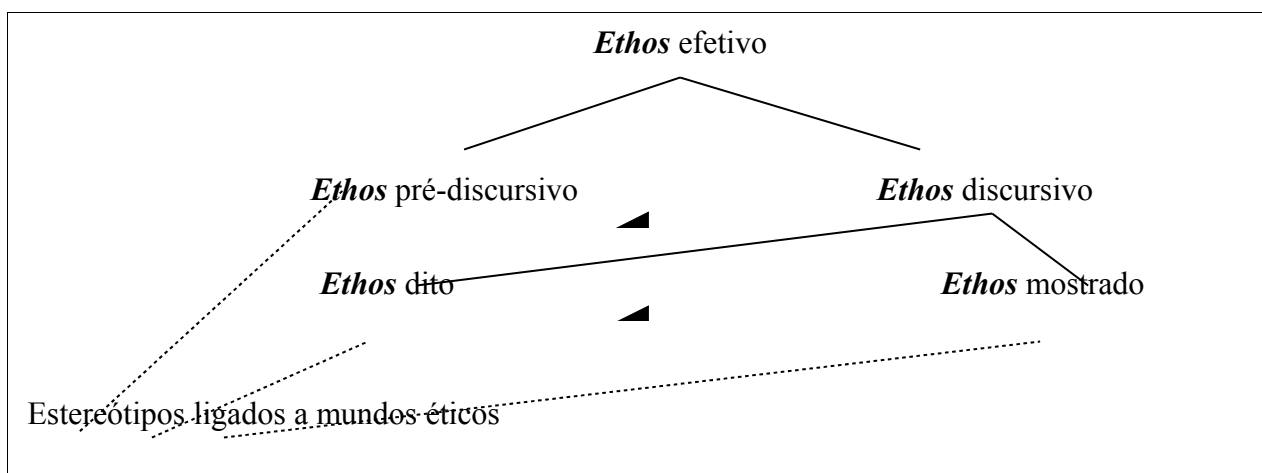 Ethos efetivo
Ethos pré-discursivo Ethos discursivo
Ethos dito Ethos mostrado
Estereótipos ligados a mundos éticos